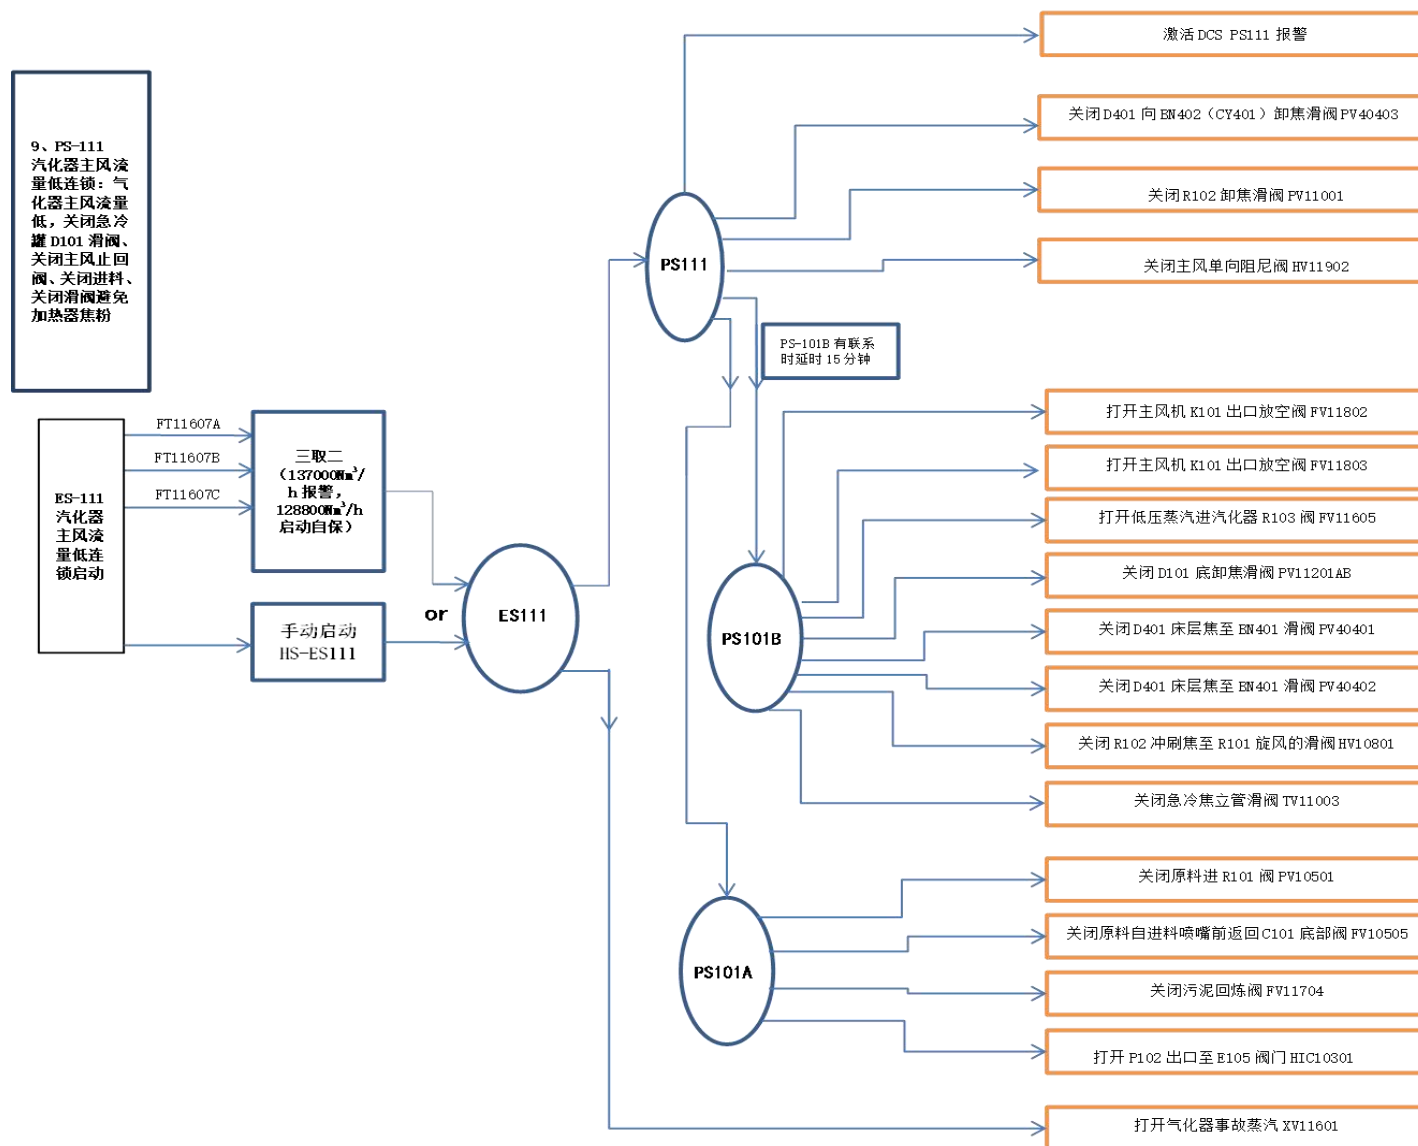 9、PS-111
汽化器主风流
量低连锁：气
化器主风流量
低，关闭急冷
罐 D101 滑阀、
关闭主风止回
阀、关闭进料、
关闭滑阀避免
加热器焦粉
ES-111
汽化器
主风流
量低连
锁启动
FT11607A
FT11607B
FT11607C
三取二
（137000Nm³/
h 报警，
128800Nm³/h
启动自保）
手动启动
HS-ES111
or
ES111
PS111
PS-101B 有联系
时延时 15 分钟
PS101B
PS101A
激活 DCS PS111 报警
关闭 D401 向 BN402（CY401）卸焦滑阀 PV40403
关闭 R102 卸焦滑阀 PV11001
关闭主风单向阻尼阀 HV11902
打开主风机 K101 出口放空阀 FV11802
打开主风机 K101 出口放空阀 FV11803
打开低压蒸汽进汽化器 R103 阀 FV11605
关闭 D101 底卸焦滑阀 PV11201AB
关闭 D401 床层焦至 BN401 滑阀 PV40401
关闭 D401 床层焦至 BN401 滑阀 PV40402
关闭 R102 冲刷焦至 R101 旋风的滑阀 HV10801
关闭急冷焦立管滑阀 TV11003
关闭原料进 R101 阀 PV10501
关闭原料自进料喷嘴前返回 C101 底部阀 FV10505
关闭污泥回炼阀 FV11704
打开 P102 出口至 E105 阀门 HIC10301
打开气化器事故蒸汽 XV11601